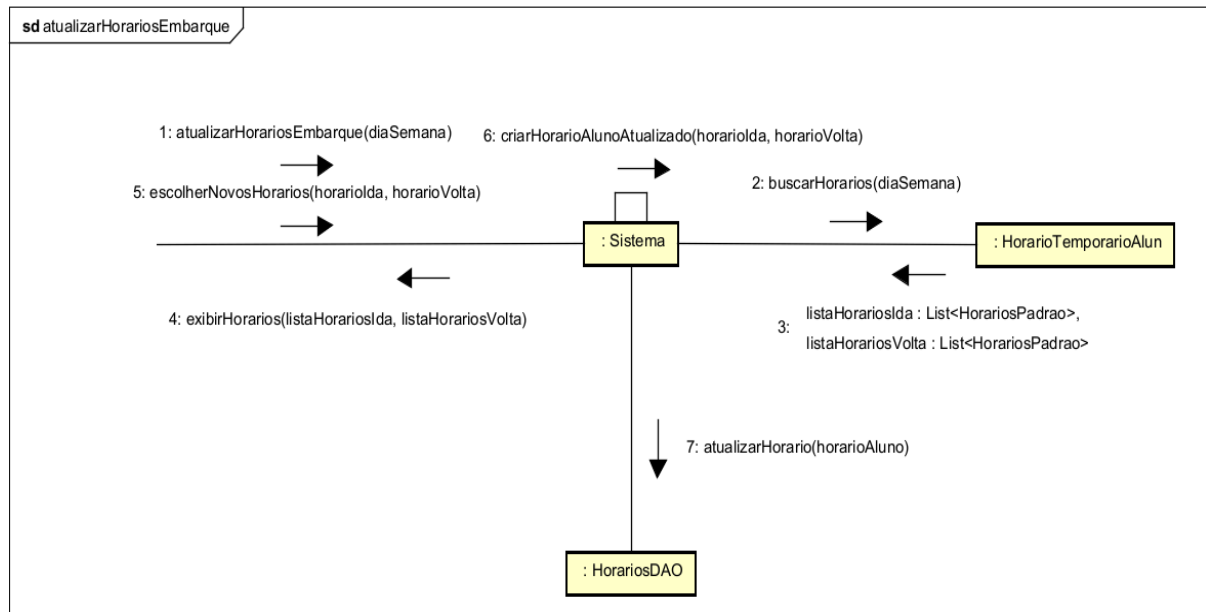 sd atualizarHorariosEmbarque
1: atualizarHorariosEmbarque(diaSemana)
6: criarHorarioAlunoAtualizado(horarioIda, horarioVolta)
5: escolherNovosHorarios(horarioIda, horarioVolta)
2: buscarHorarios(diaSemana)
: Sistema
: HorarioTemporarioAlun
4: exibirHorarios(listaHorariosIda, listaHorariosVolta)
3:
listaHorariosIda : List<HorariosPadrao>,
listaHorariosVolta : List<HorariosPadrao>
7: atualizarHorario(horarioAluno)
: HorariosDAO